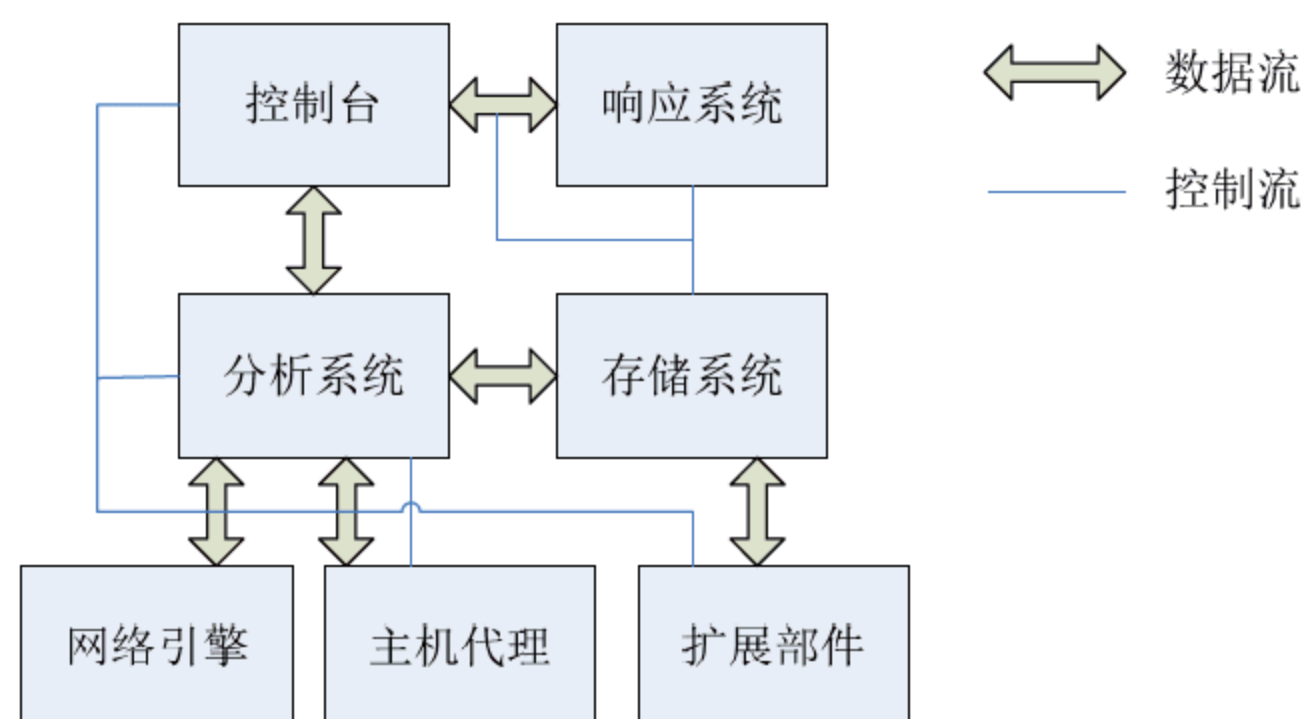 控制台
响应系统
数据流
控制流
分析系统
存储系统
网络引擎
主机代理
扩展部件